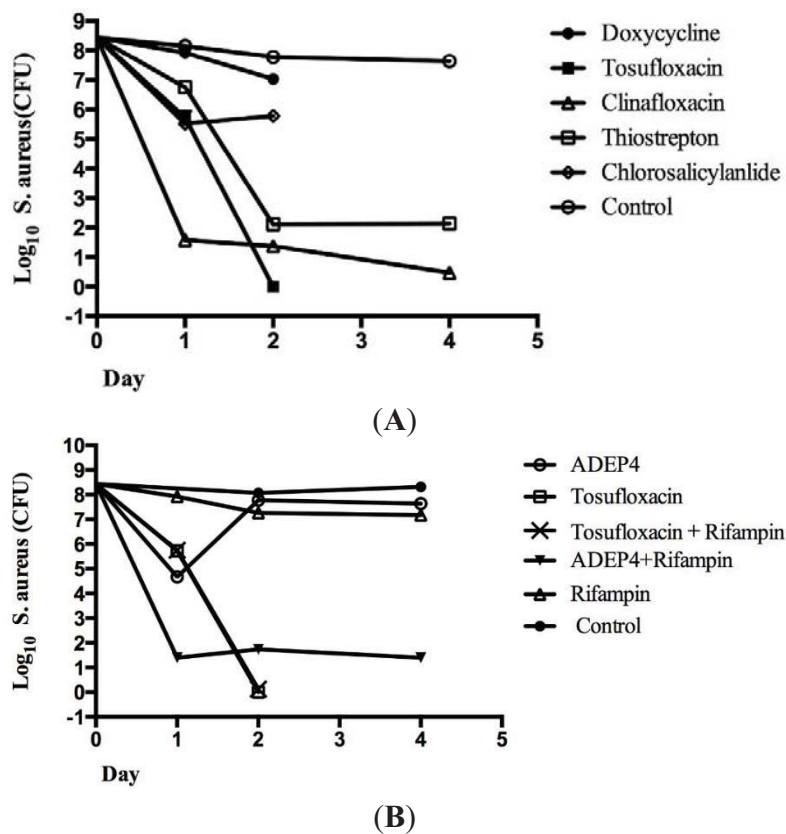 9
8
7
6
5
4
3
2
1
0
-1
Log10 S. aureus(CFU)
0 1 2 3 4 5
Day
Doxycycline
Tosufloxacin
Clinafloxacin
Thiostrepton
Chlorosalicylanlide
Control
(A)
10
9
8
7
6
5
4
3
2
1
0
-1
Log10 S. aureus (CFU)
0 1 2 3 4 5
Day
ADEP4
Tosufloxacin
Tosufloxacin + Rifampin
ADEP4+Rifampin
Rifampin
Control
(B)